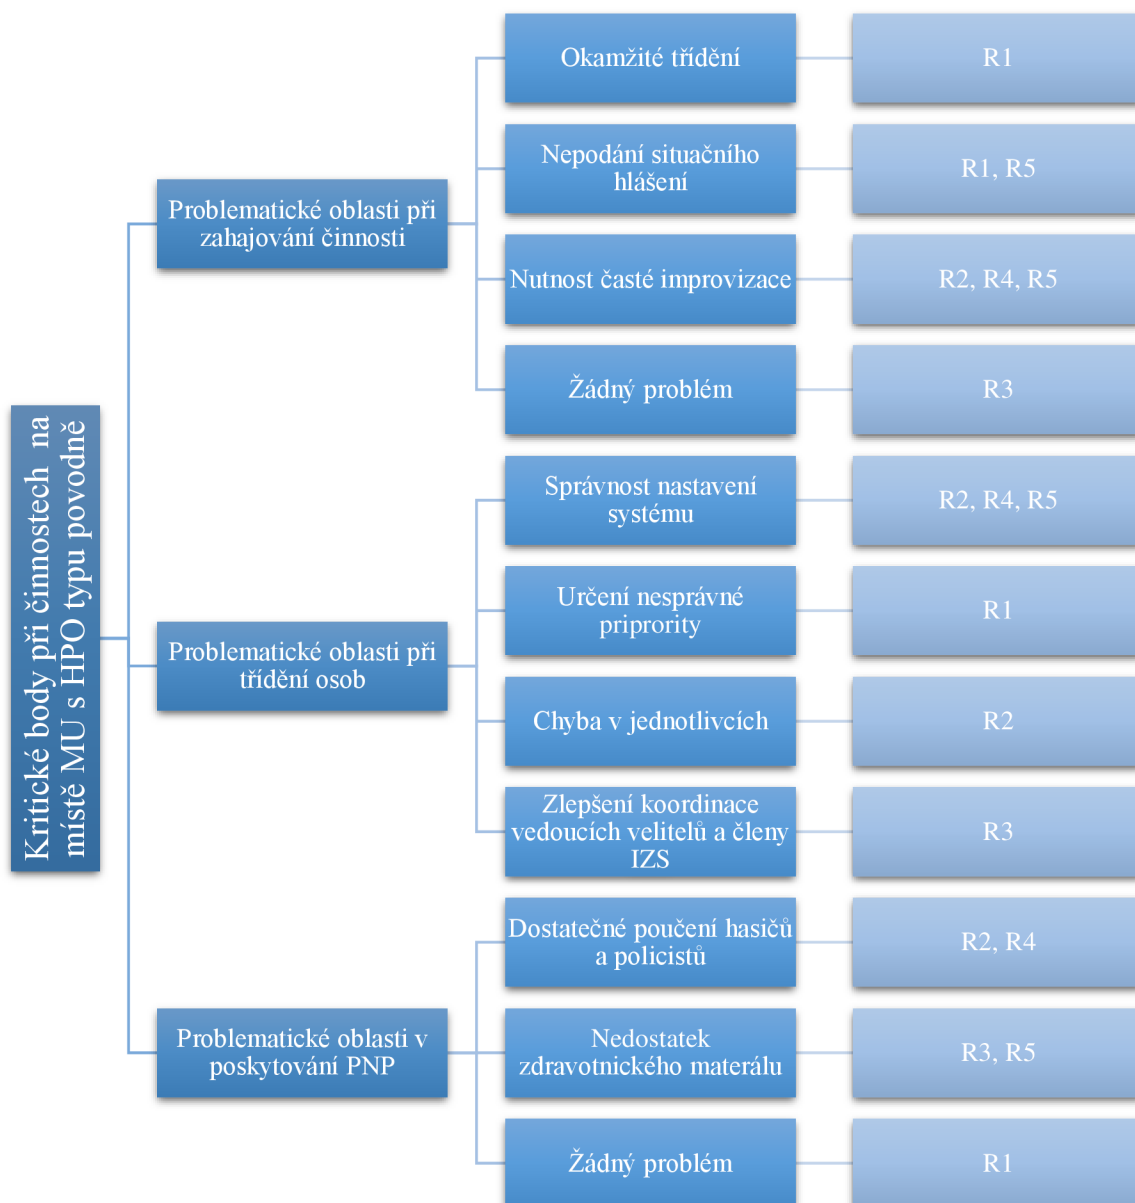 Kritické body při činnostech na
místě MU s HPO typu povodně
Problematické oblasti při
zahajování činnosti
Okamžité třídění
R1
Nepodání situačního
hlášení
R1, R5
Nutnost časté improvizace
R2, R4, R5
Žádný problém
R3
Problematické oblasti při
třídění osob
Správnost nastavení
systému
R2, R4, R5
Určení nesprávné
priprority
R1
Chyba v jednotlivcích
R2
Zlepšení koordinace
vedoucích velitelů a členy
IZS
R3
Problematické oblasti v
poskytování PNP
Dostatečné poučení hasičů
a policistů
R2, R4
Nedostatek
zdravotnického materálu
R3, R5
Žádný problém
R1